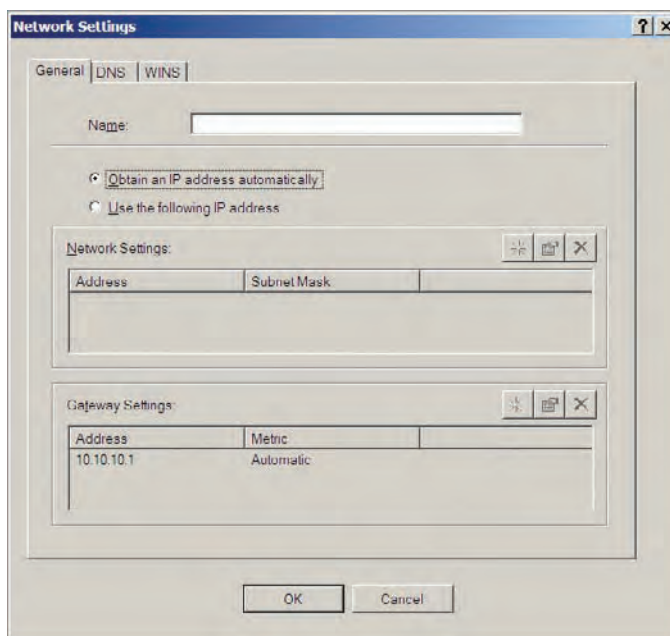 Network Settings
General DNS WINS
Name:
Obtain an IP address automatically
Use the following IP address
Network Settings:
Address Subnet Mask
Gateway Settings:
Address Metric
10.10.10.1 Automatic
OK Cancel